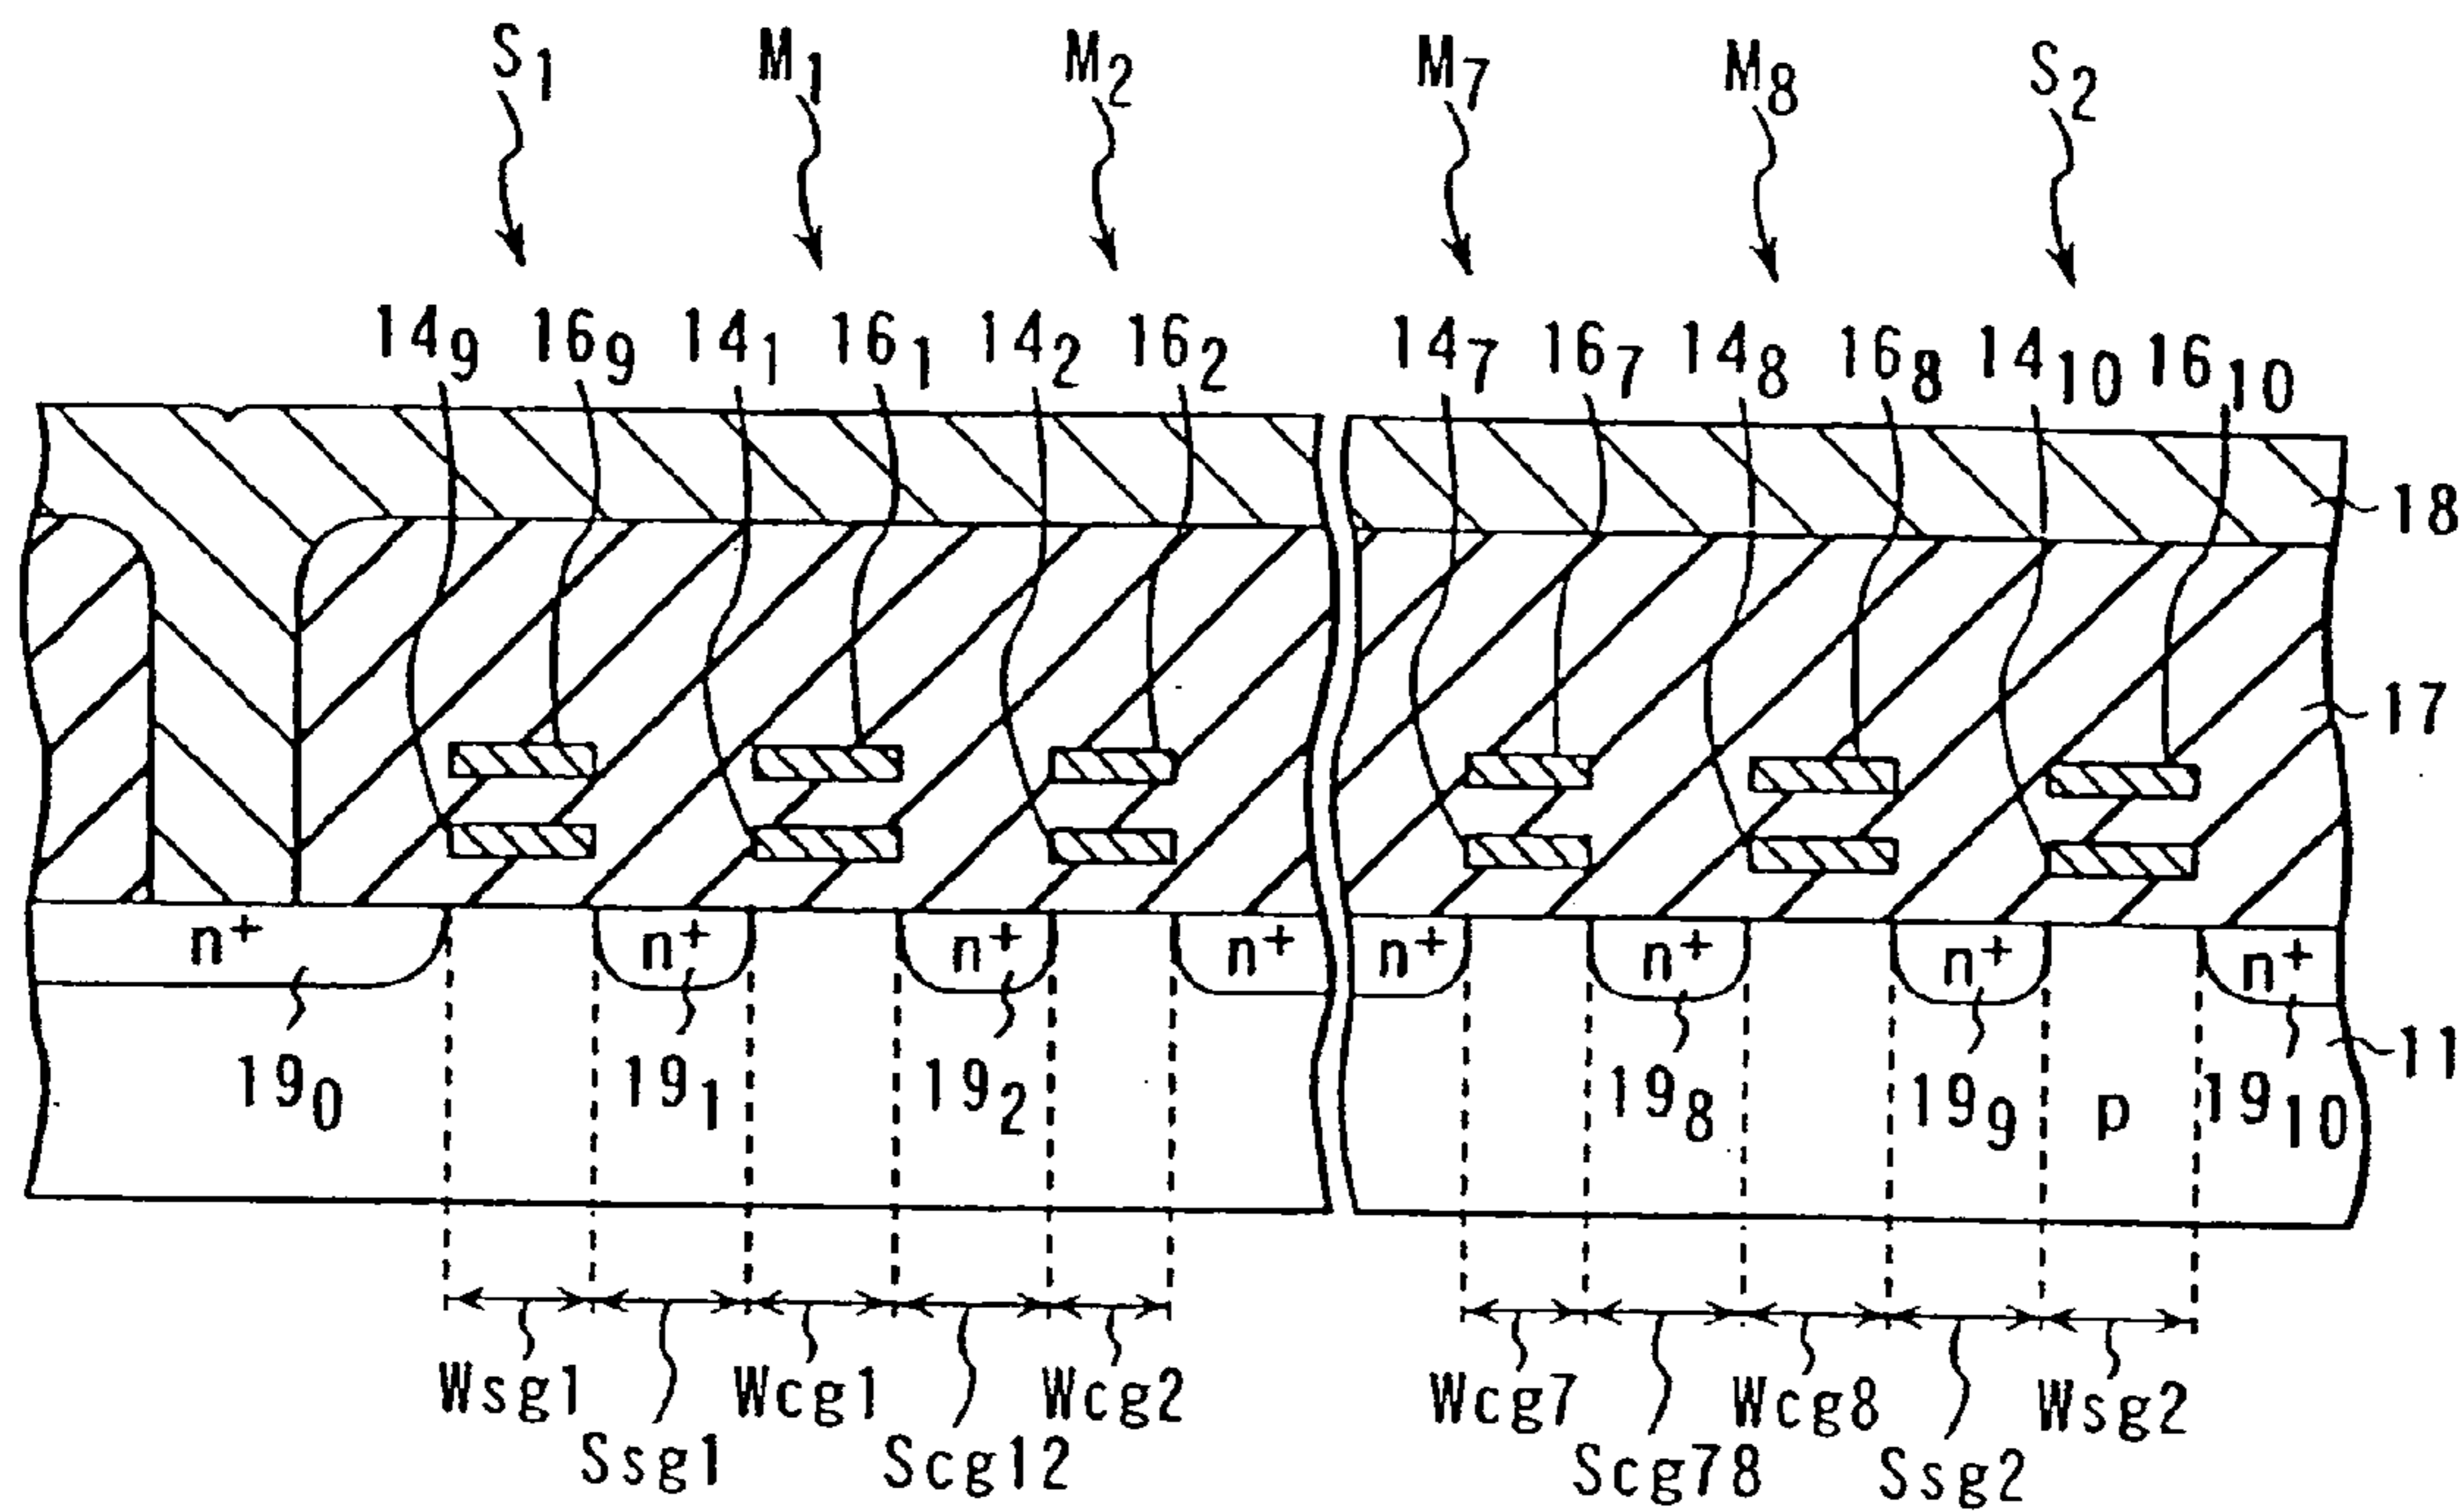 S₁ M₁ M₂ M₇ M₈ S₂
14₉ 16₉ 14₁ 16₁ 14₂ 16₂ 14₇ 16₇ 14₈ 16₈ 14₁₀ 16₁₀
18
17
n⁺ n⁺ n⁺ n⁺ n⁺ n⁺ n⁺ n⁺
11
19₀ 19₁ 19₂ 19₈ 19₉ p 19₁₀
Wsg1 Wcg1 Wcg2 Wcg7 Wcg8 Wsg2
Ssg1 Scg12 Scg78 Ssg2